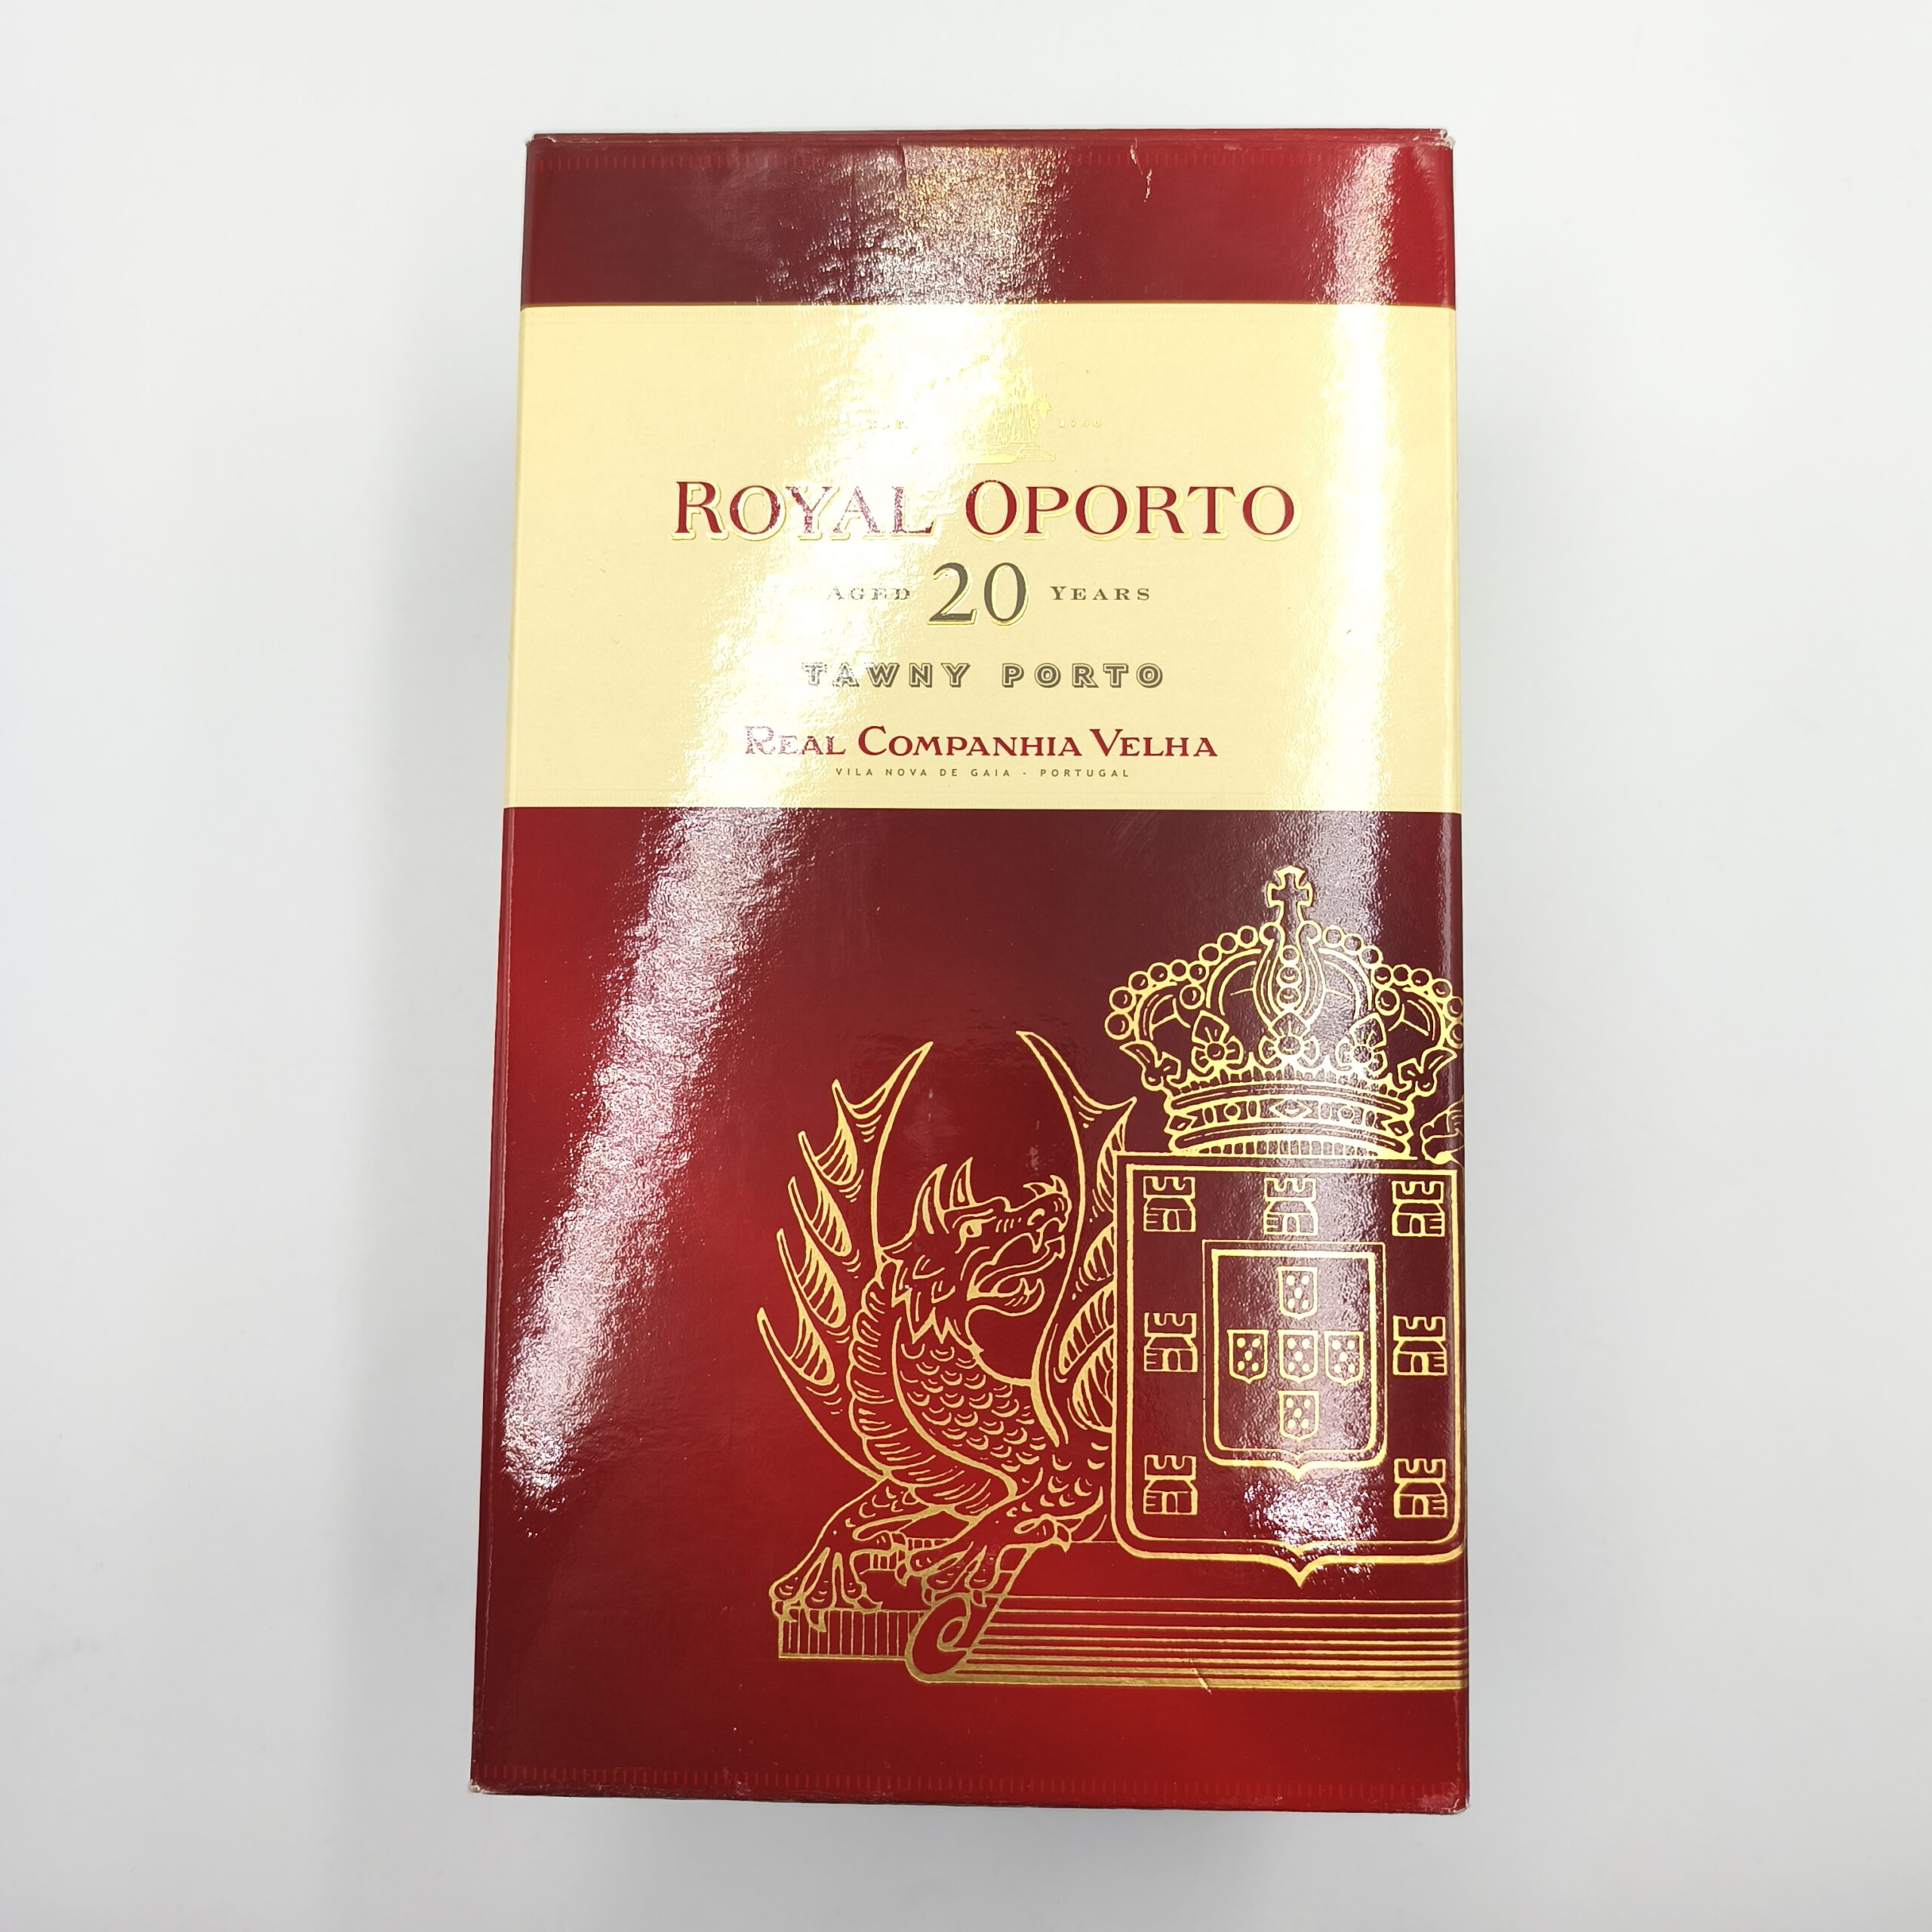 ROYAL OPORTO
AGED 20 YEARS
TAWNY PORTO
REAL COMPANHIA VELHA
VILA NOVA DE GAIA - PORTUGAL